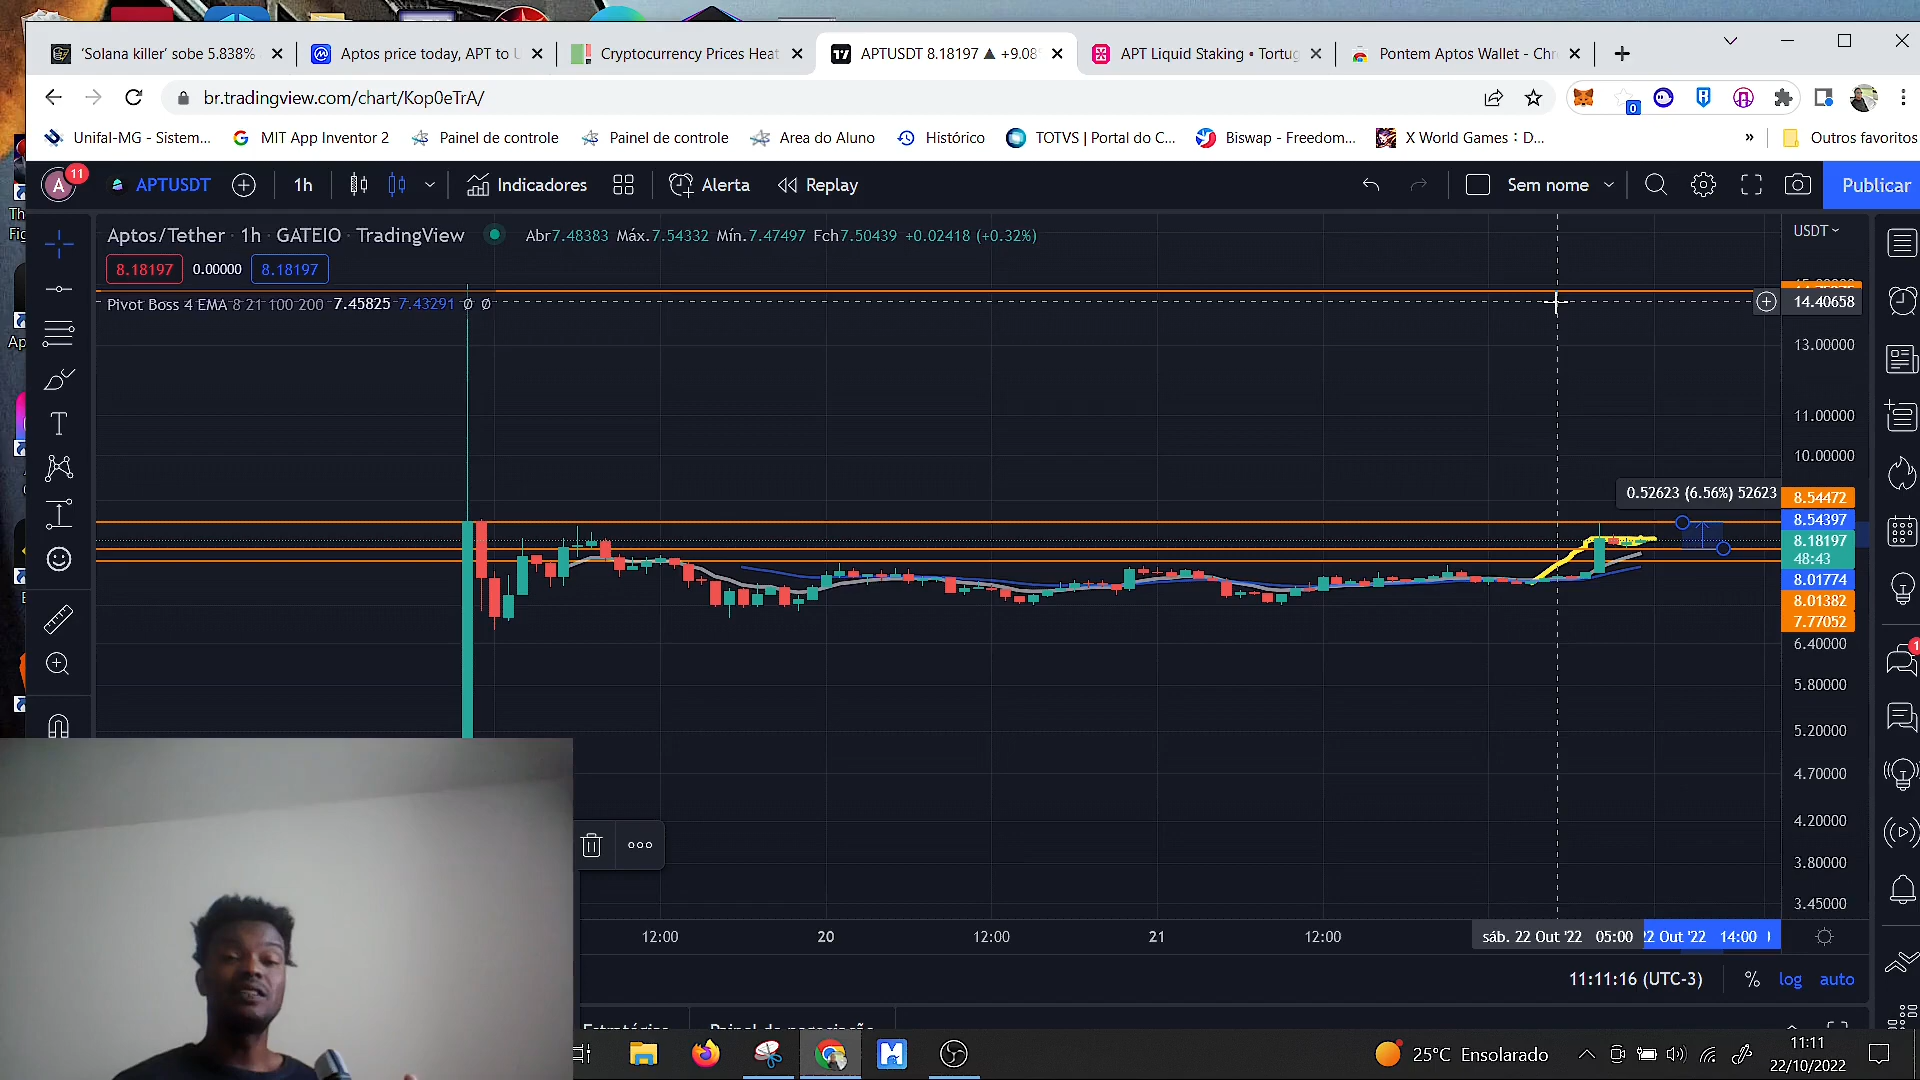 'Solana killer' sobe 5.838%
Aptos price today, APT to U
Cryptocurrency Prices Heat
APTUSDT 8.18197 ▲ +9.08%
APT Liquid Staking • Tortug
Pontem Aptos Wallet - Chr
br.tradingview.com/chart/Kop0eTrA/
0
Unifal-MG - Sistem...
MIT App Inventor 2
Painel de controle
Painel de controle
Area do Aluno
Histórico
TOTVS | Portal do C...
Biswap - Freedom...
X World Games : D...
»
Outros favoritos
A
11
APTUSDT
1h
Indicadores
Alerta
Replay
Sem nome
Publicar
Aptos/Tether · 1h · GATEIO · TradingView
Abr7.48383 Máx.7.54332 Mín.7.47497 Fch7.50439 +0.02418 (+0.32%)
USDT
8.18197
0.00000
8.18197
Pivot Boss 4 EMA 8 21 100 200 7.45825 7.43291 ø ø
14.40658
13.00000
11.00000
10.00000
0.52623 (6.56%) 52623
8.54472
8.54397
8.18197
48:43
8.01774
8.01382
7.77052
6.40000
5.80000
5.20000
4.70000
4.20000
3.80000
3.45000
12:00
20
12:00
21
12:00
sáb. 22 Out '22 05:00
22 Out '22 14:00
11:11:16 (UTC-3)
%
log
auto
Painel de negociação
25°C Ensolarado
11:11
22/10/2022